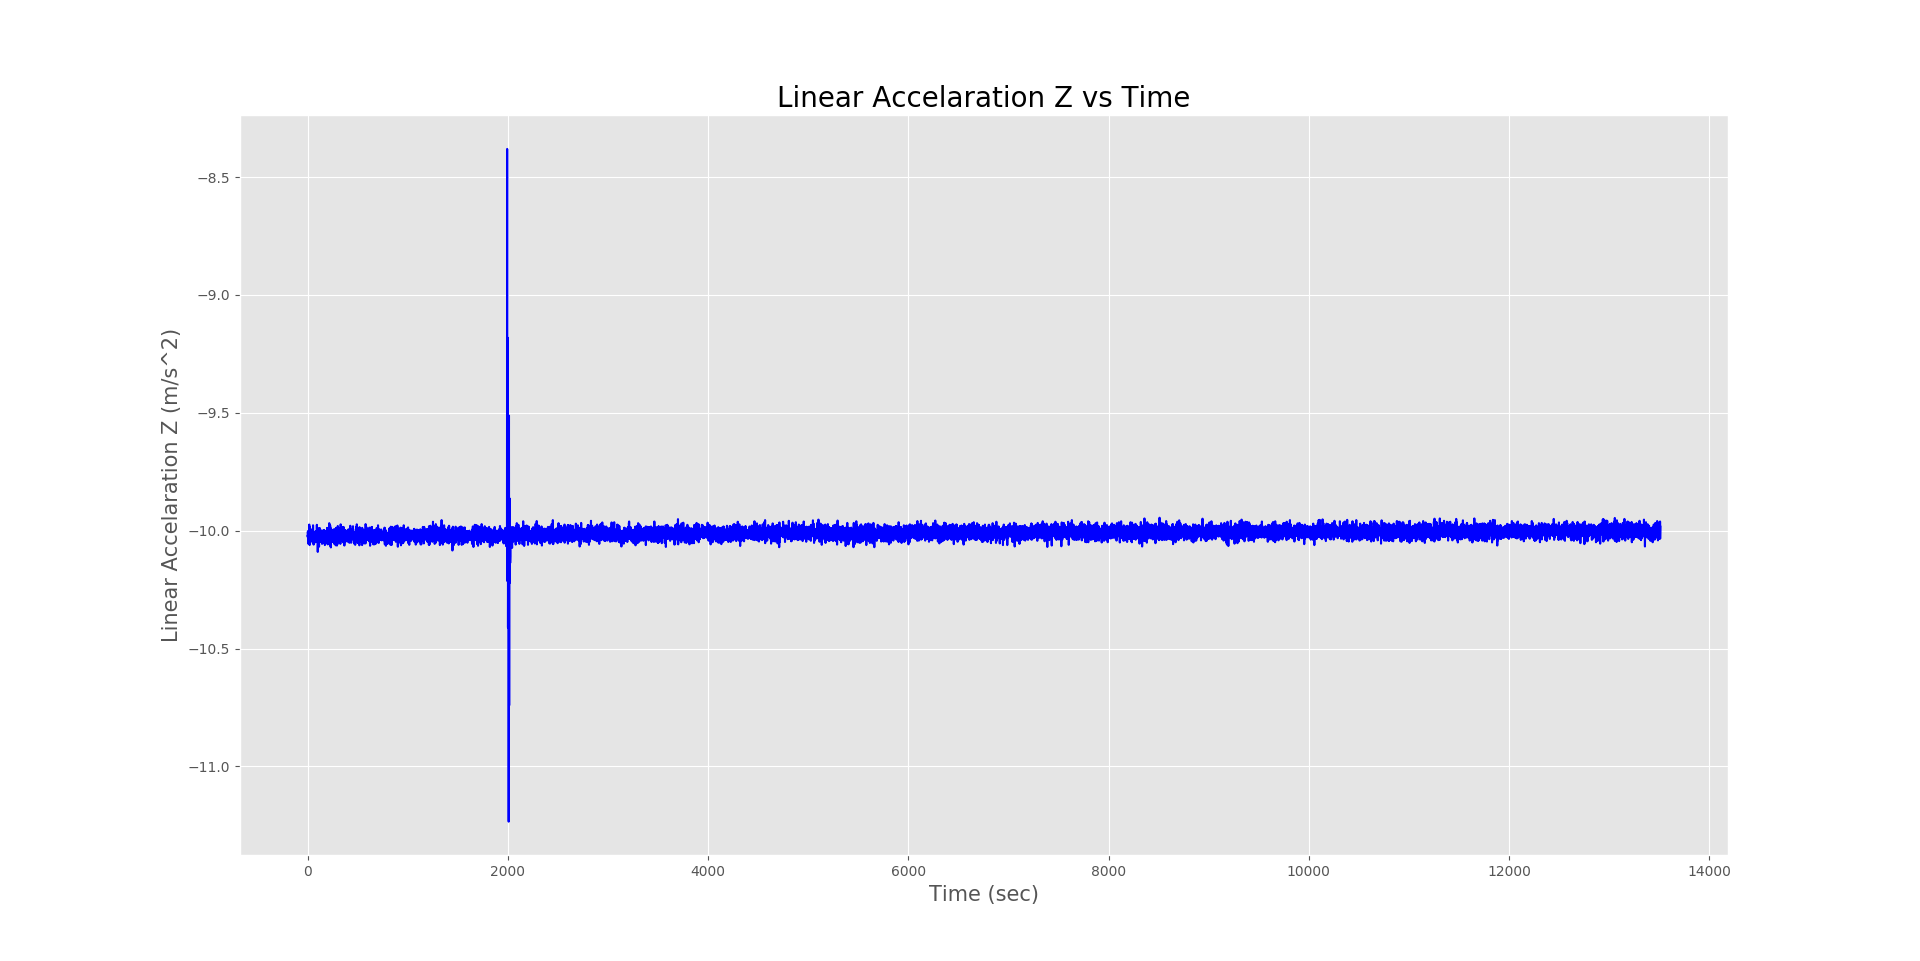 Linear Accelaration Z vs Time
Linear Accelaration Z (m/s^2)
−8.5
−9.0
−9.5
−10.0
−10.5
−11.0
0 2000 4000 6000 8000 10000 12000 14000
Time (sec)